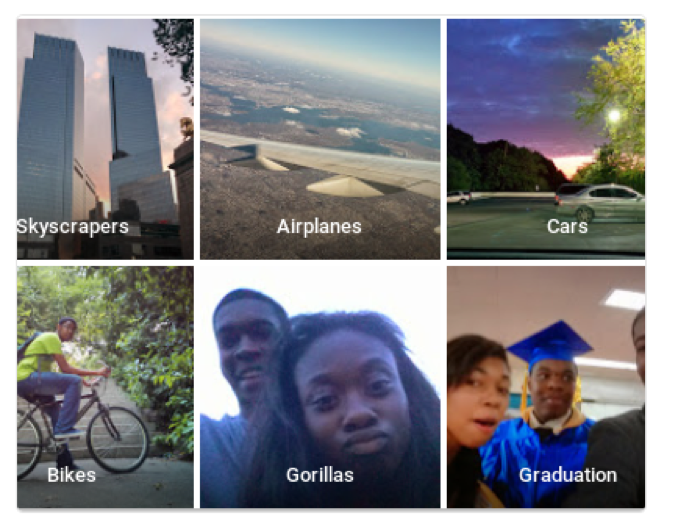 Skyscrapers
Airplanes
Cars
Bikes
Gorillas
Graduation